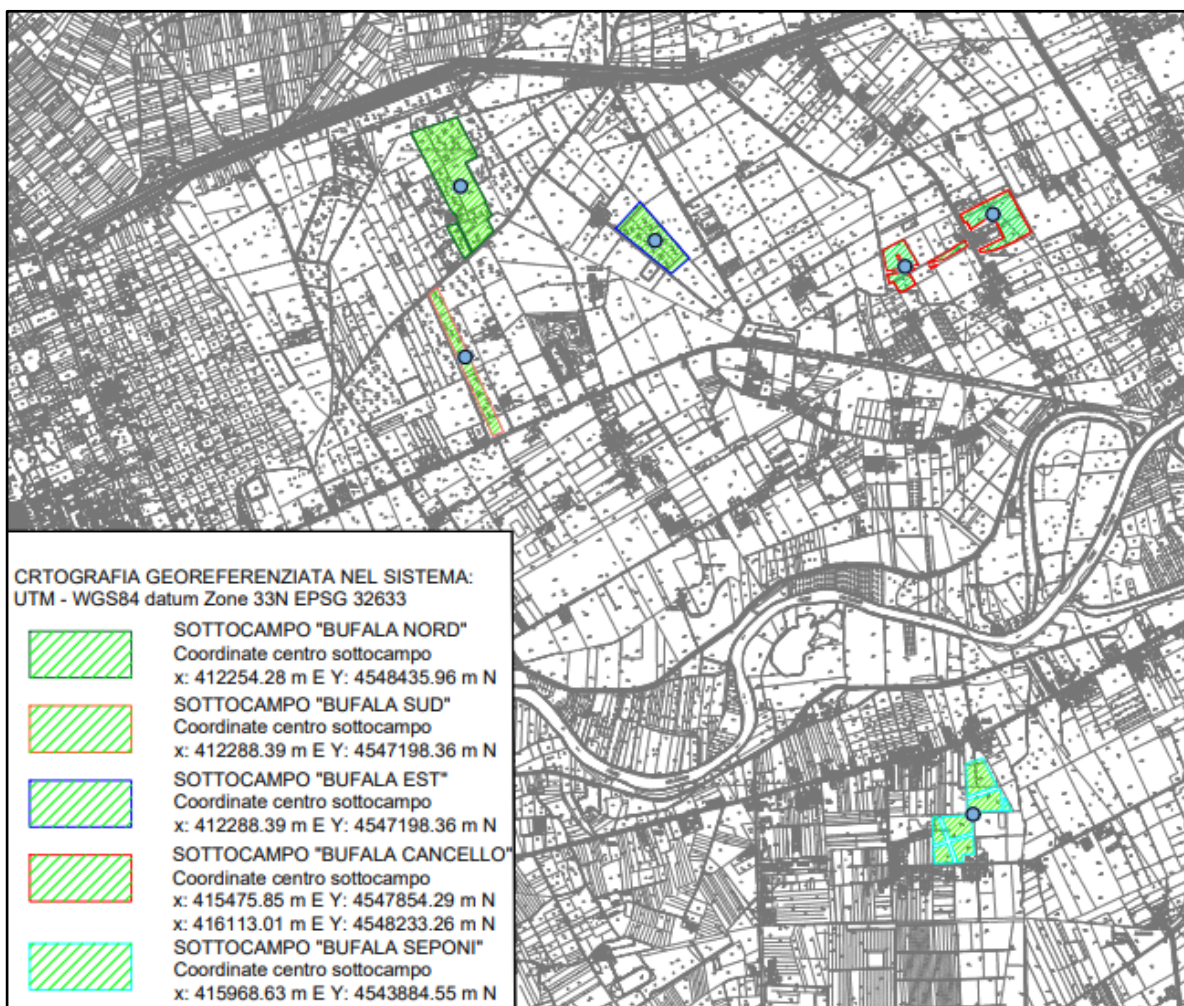 CRTOGRAFIA GEOREFERENZIATA NEL SISTEMA:
UTM - WGS84 datum Zone 33N EPSG 32633
SOTTOCAMPO "BUFALA NORD"
Coordinate centro sottocampo
x: 412254.28 m E Y: 4548435.96 m N
SOTTOCAMPO "BUFALA SUD"
Coordinate centro sottocampo
x: 412288.39 m E Y: 4547198.36 m N
SOTTOCAMPO "BUFALA EST"
Coordinate centro sottocampo
x: 412288.39 m E Y: 4547198.36 m N
SOTTOCAMPO "BUFALA CANCELLO"
Coordinate centro sottocampo
x: 415475.85 m E Y: 4547854.29 m N
x: 416113.01 m E Y: 4548233.26 m N
SOTTOCAMPO "BUFALA SEPONI"
Coordinate centro sottocampo
x: 415968.63 m E Y: 4543884.55 m N